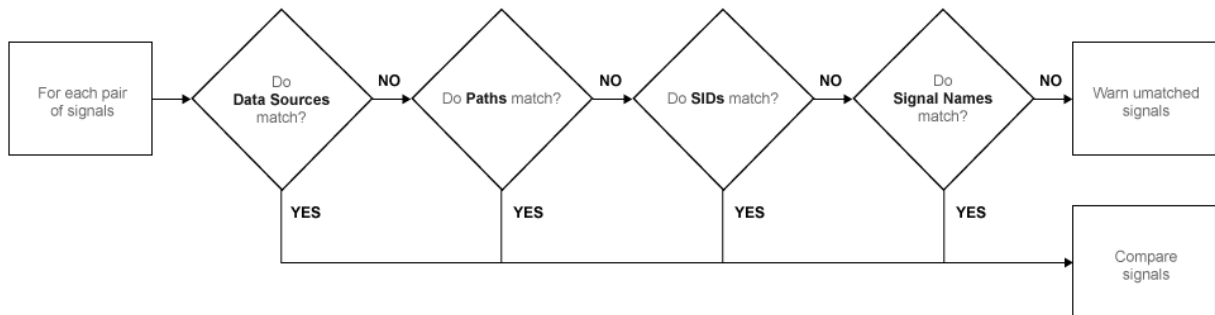 For each pair
of signals
Do
Data Sources
match?
NO
Do Paths match?
NO
Do SIDs match?
NO
Do
Signal Names
match?
NO
Warn umatched
signals
YES
YES
YES
YES
Compare
signals